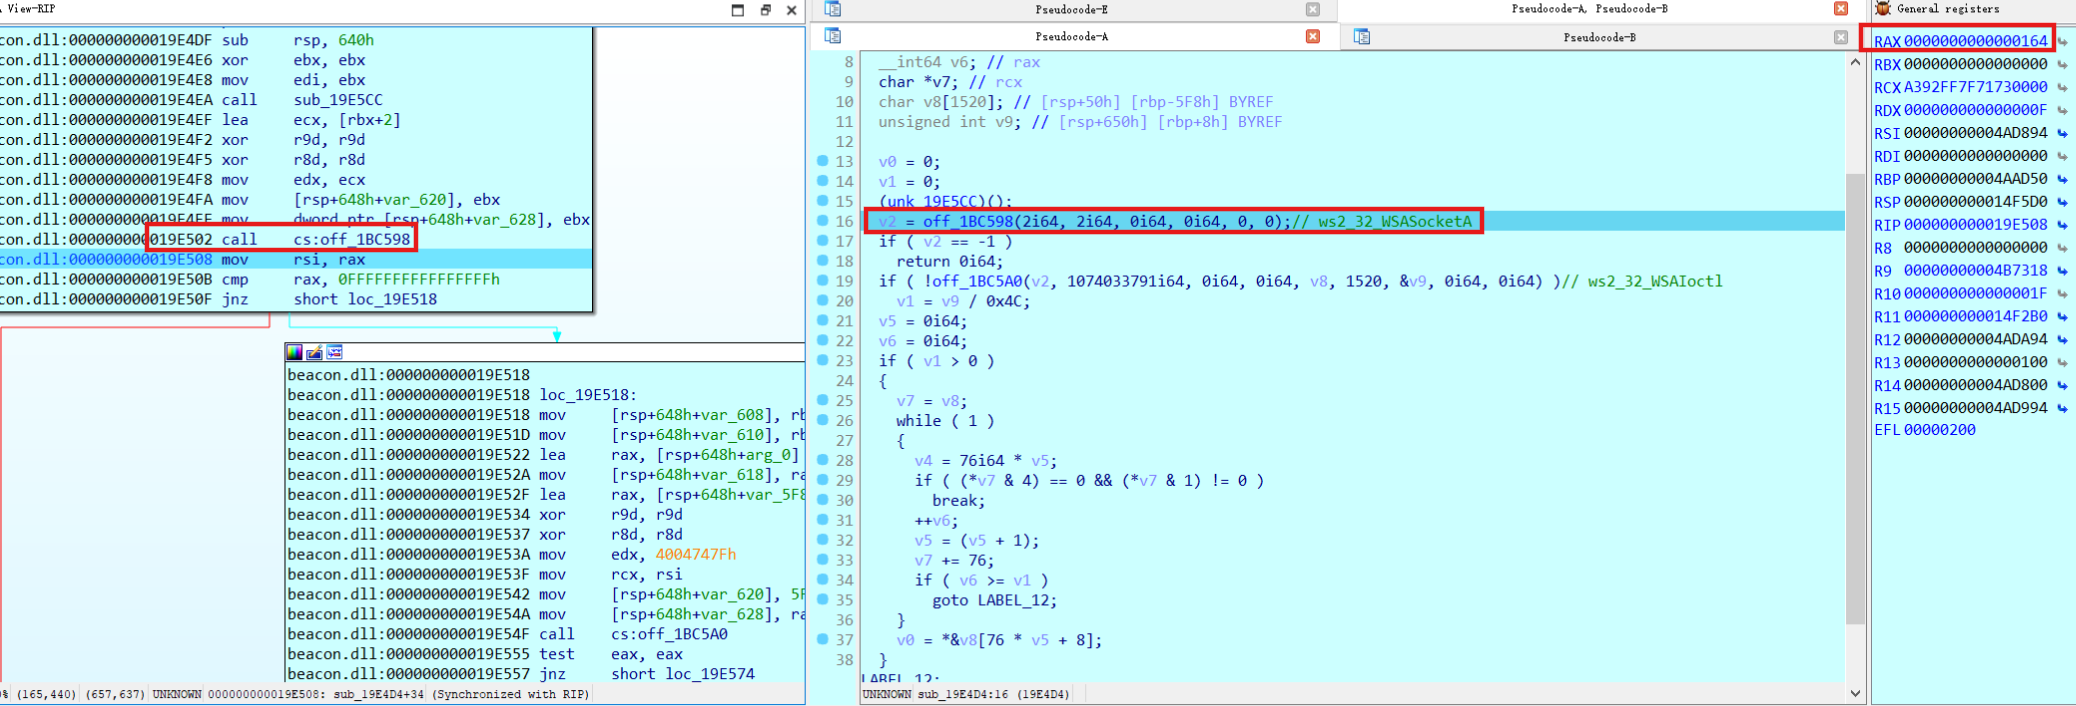 View-RIP
con.dll:000000000019E4DF sub rsp, 640h
con.dll:000000000019E4E6 xor ebx, ebx
con.dll:000000000019E4E8 mov edi, ebx
con.dll:000000000019E4EA call sub_19E5CC
con.dll:000000000019E4EF lea ecx, [rbx+2]
con.dll:000000000019E4F2 xor r9d, r9d
con.dll:000000000019E4F5 xor r8d, r8d
con.dll:000000000019E4F8 mov edx, ecx
con.dll:000000000019E4FA mov [rsp+648h+var_620], ebx
con.dll:000000000019E4FE mov dword ptr [rsp+648h+var_628], ebx
con.dll:000000000019E502 call cs:off_1BC598
con.dll:000000000019E508 mov rsi, rax
con.dll:000000000019E50B cmp rax, 0FFFFFFFFFFFFFFFFh
con.dll:000000000019E50F jnz short loc_19E518
beacon.dll:000000000019E518
beacon.dll:000000000019E518 loc_19E518:
beacon.dll:000000000019E518 mov [rsp+648h+var_608], rb
beacon.dll:000000000019E51D mov [rsp+648h+var_610], rb
beacon.dll:000000000019E522 lea rax, [rsp+648h+arg_0]
beacon.dll:000000000019E52A mov [rsp+648h+var_618], ra
beacon.dll:000000000019E52F lea rax, [rsp+648h+var_5F8
beacon.dll:000000000019E534 xor r9d, r9d
beacon.dll:000000000019E537 xor r8d, r8d
beacon.dll:000000000019E53A mov edx, 4004747Fh
beacon.dll:000000000019E53F mov rcx, rsi
beacon.dll:000000000019E542 mov [rsp+648h+var_620], 5F
beacon.dll:000000000019E54A mov [rsp+648h+var_628], ra
beacon.dll:000000000019E54F call cs:off_1BC5A0
beacon.dll:000000000019E555 test eax, eax
beacon.dll:000000000019E557 jnz short loc_19E574
% (165,440) (657,637) UNKNOWN 000000000019E508: sub_19E4D4+34 (Synchronized with RIP)
Pseudocode-E
Pseudocode-A, Pseudocode-B
Pseudocode-A
Pseudocode-B
8 __int64 v6; // rax
9 char *v7; // rcx
10 char v8[1520]; // [rsp+50h] [rbp-5F8h] BYREF
11 unsigned int v9; // [rsp+650h] [rbp+8h] BYREF
12
13 v0 = 0;
14 v1 = 0;
15 (unk_19E5CC)();
16 v2 = off_1BC598(2i64, 2i64, 0i64, 0i64, 0, 0);// ws2_32_WSASocketA
17 if ( v2 == -1 )
18 return 0i64;
19 if ( !off_1BC5A0(v2, 1074033791i64, 0i64, 0i64, v8, 1520, &v9, 0i64, 0i64) )// ws2_32_WSAIoctl
20 v1 = v9 / 0x4C;
21 v5 = 0i64;
22 v6 = 0i64;
23 if ( v1 > 0 )
24 {
25 v7 = v8;
26 while ( 1 )
27 {
28 v4 = 76i64 * v5;
29 if ( (*v7 & 4) == 0 && (*v7 & 1) != 0 )
30 break;
31 ++v6;
32 v5 = (v5 + 1);
33 v7 += 76;
34 if ( v6 >= v1 )
35 goto LABEL_12;
36 }
37 v0 = *&v8[76 * v5 + 8];
38 }
LABEL_12:
UNKNOWN sub_19E4D4:16 (19E4D4)
General registers
RAX 0000000000000164
RBX 0000000000000000
RCX A392FF7F71730000
RDX 000000000000000F
RSI 00000000004AD894
RDI 0000000000000000
RBP 00000000004AAD50
RSP 000000000014F5D0
RIP 000000000019E508
R8 0000000000000000
R9 00000000004B7318
R10 000000000000001F
R11 000000000014F2B0
R12 00000000004ADA94
R13 0000000000000100
R14 00000000004AD800
R15 00000000004AD994
EFL 00000200